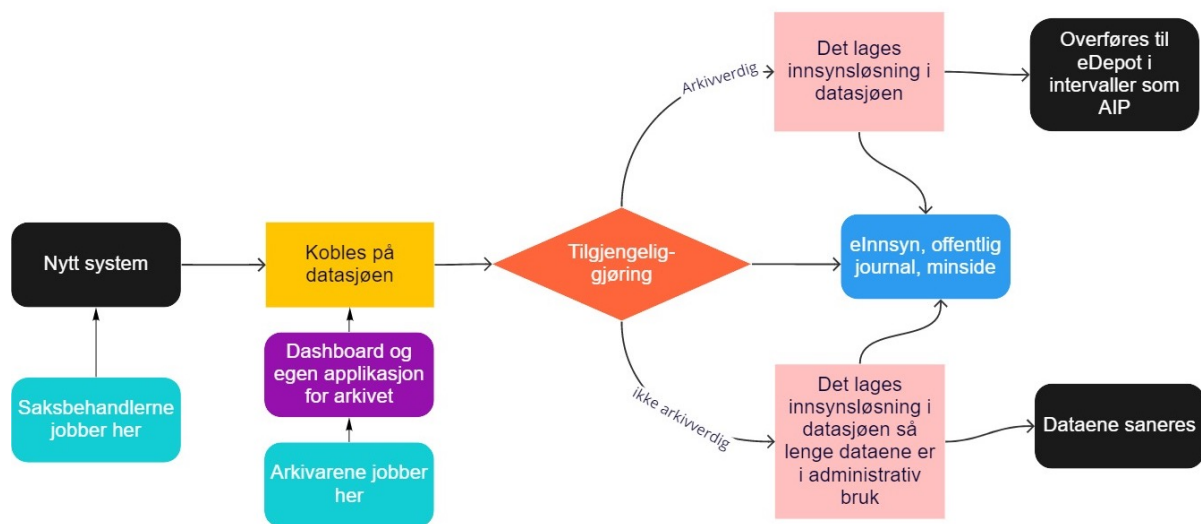 Nytt system
Saksbehandlerne
jobber her
Kobles på
datasjøen
Dashboard og
egen applikasjon
for arkivet
Arkivarene jobber
her
Tilgjengelig-
gjøring
Arkivverdig
ikke arkivverdig
Det lages
innsynsløsning i
datasjøen
Overføres til
eDepot i
intervaller som
AIP
eInnsyn, offentlig
journal, minside
Det lages
innsynsløsning i
datasjøen så
lenge dataene er
i administrativ
bruk
Dataene saneres